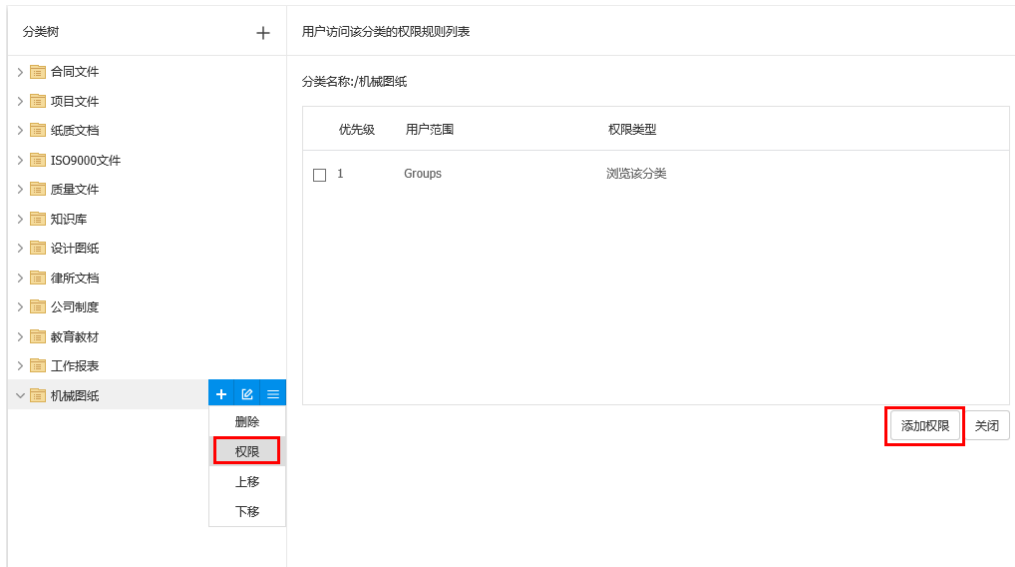 分类树
合同文件
项目文件
纸质文档
ISO9000文件
质量文件
知识库
设计图纸
律所文档
公司制度
教育教材
工作报表
机械图纸
删除
权限
上移
下移
用户访问该分类的权限规则列表
分类名称:/机械图纸
优先级 用户范围 权限类型
1 Groups 浏览该分类
添加权限 关闭